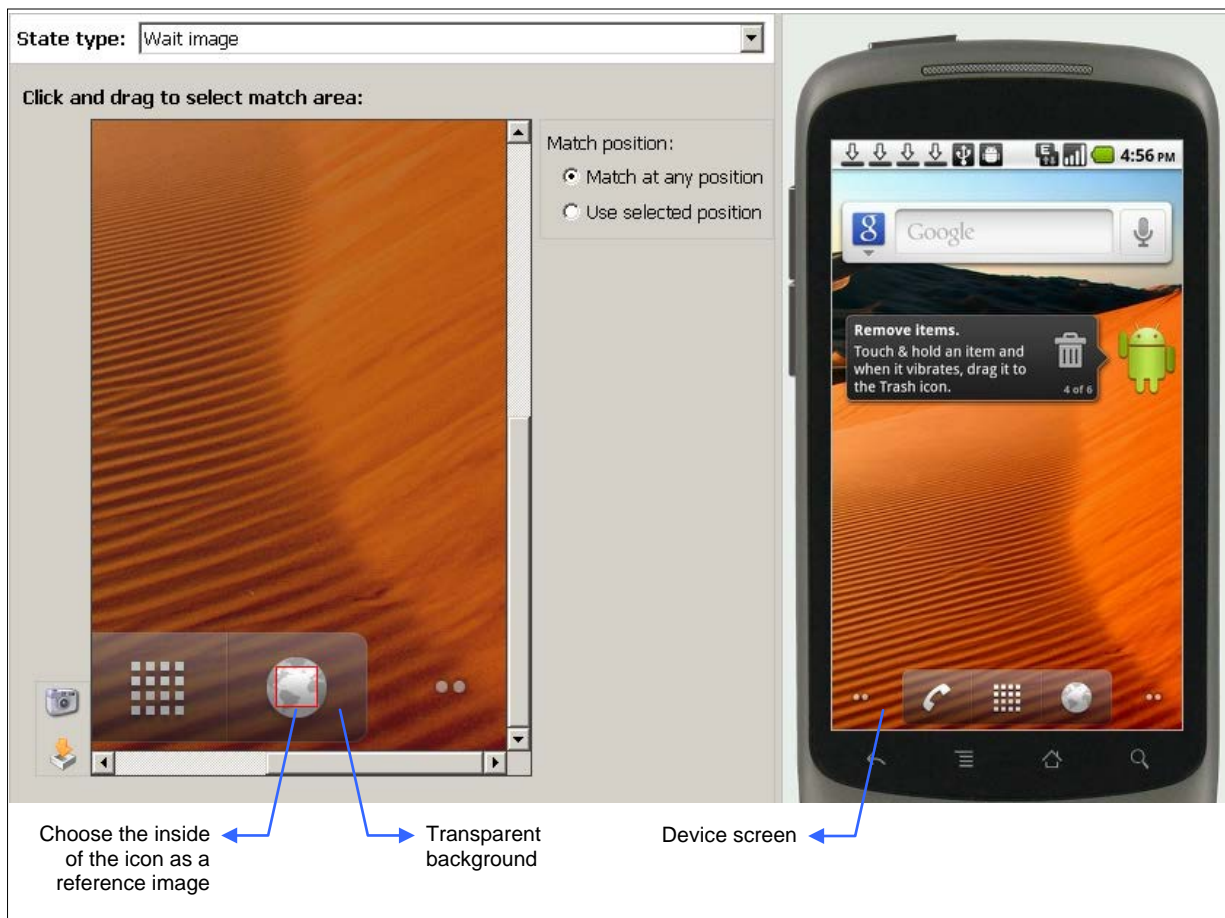 State type: Wait image
Click and drag to select match area:
Match position:
Match at any position
Use selected position
4:56 PM
8 Google
Remove items.
Touch & hold an item and
when it vibrates, drag it to
the Trash icon.
4 of 6
Choose the inside
of the icon as a
reference image
Transparent
background
Device screen